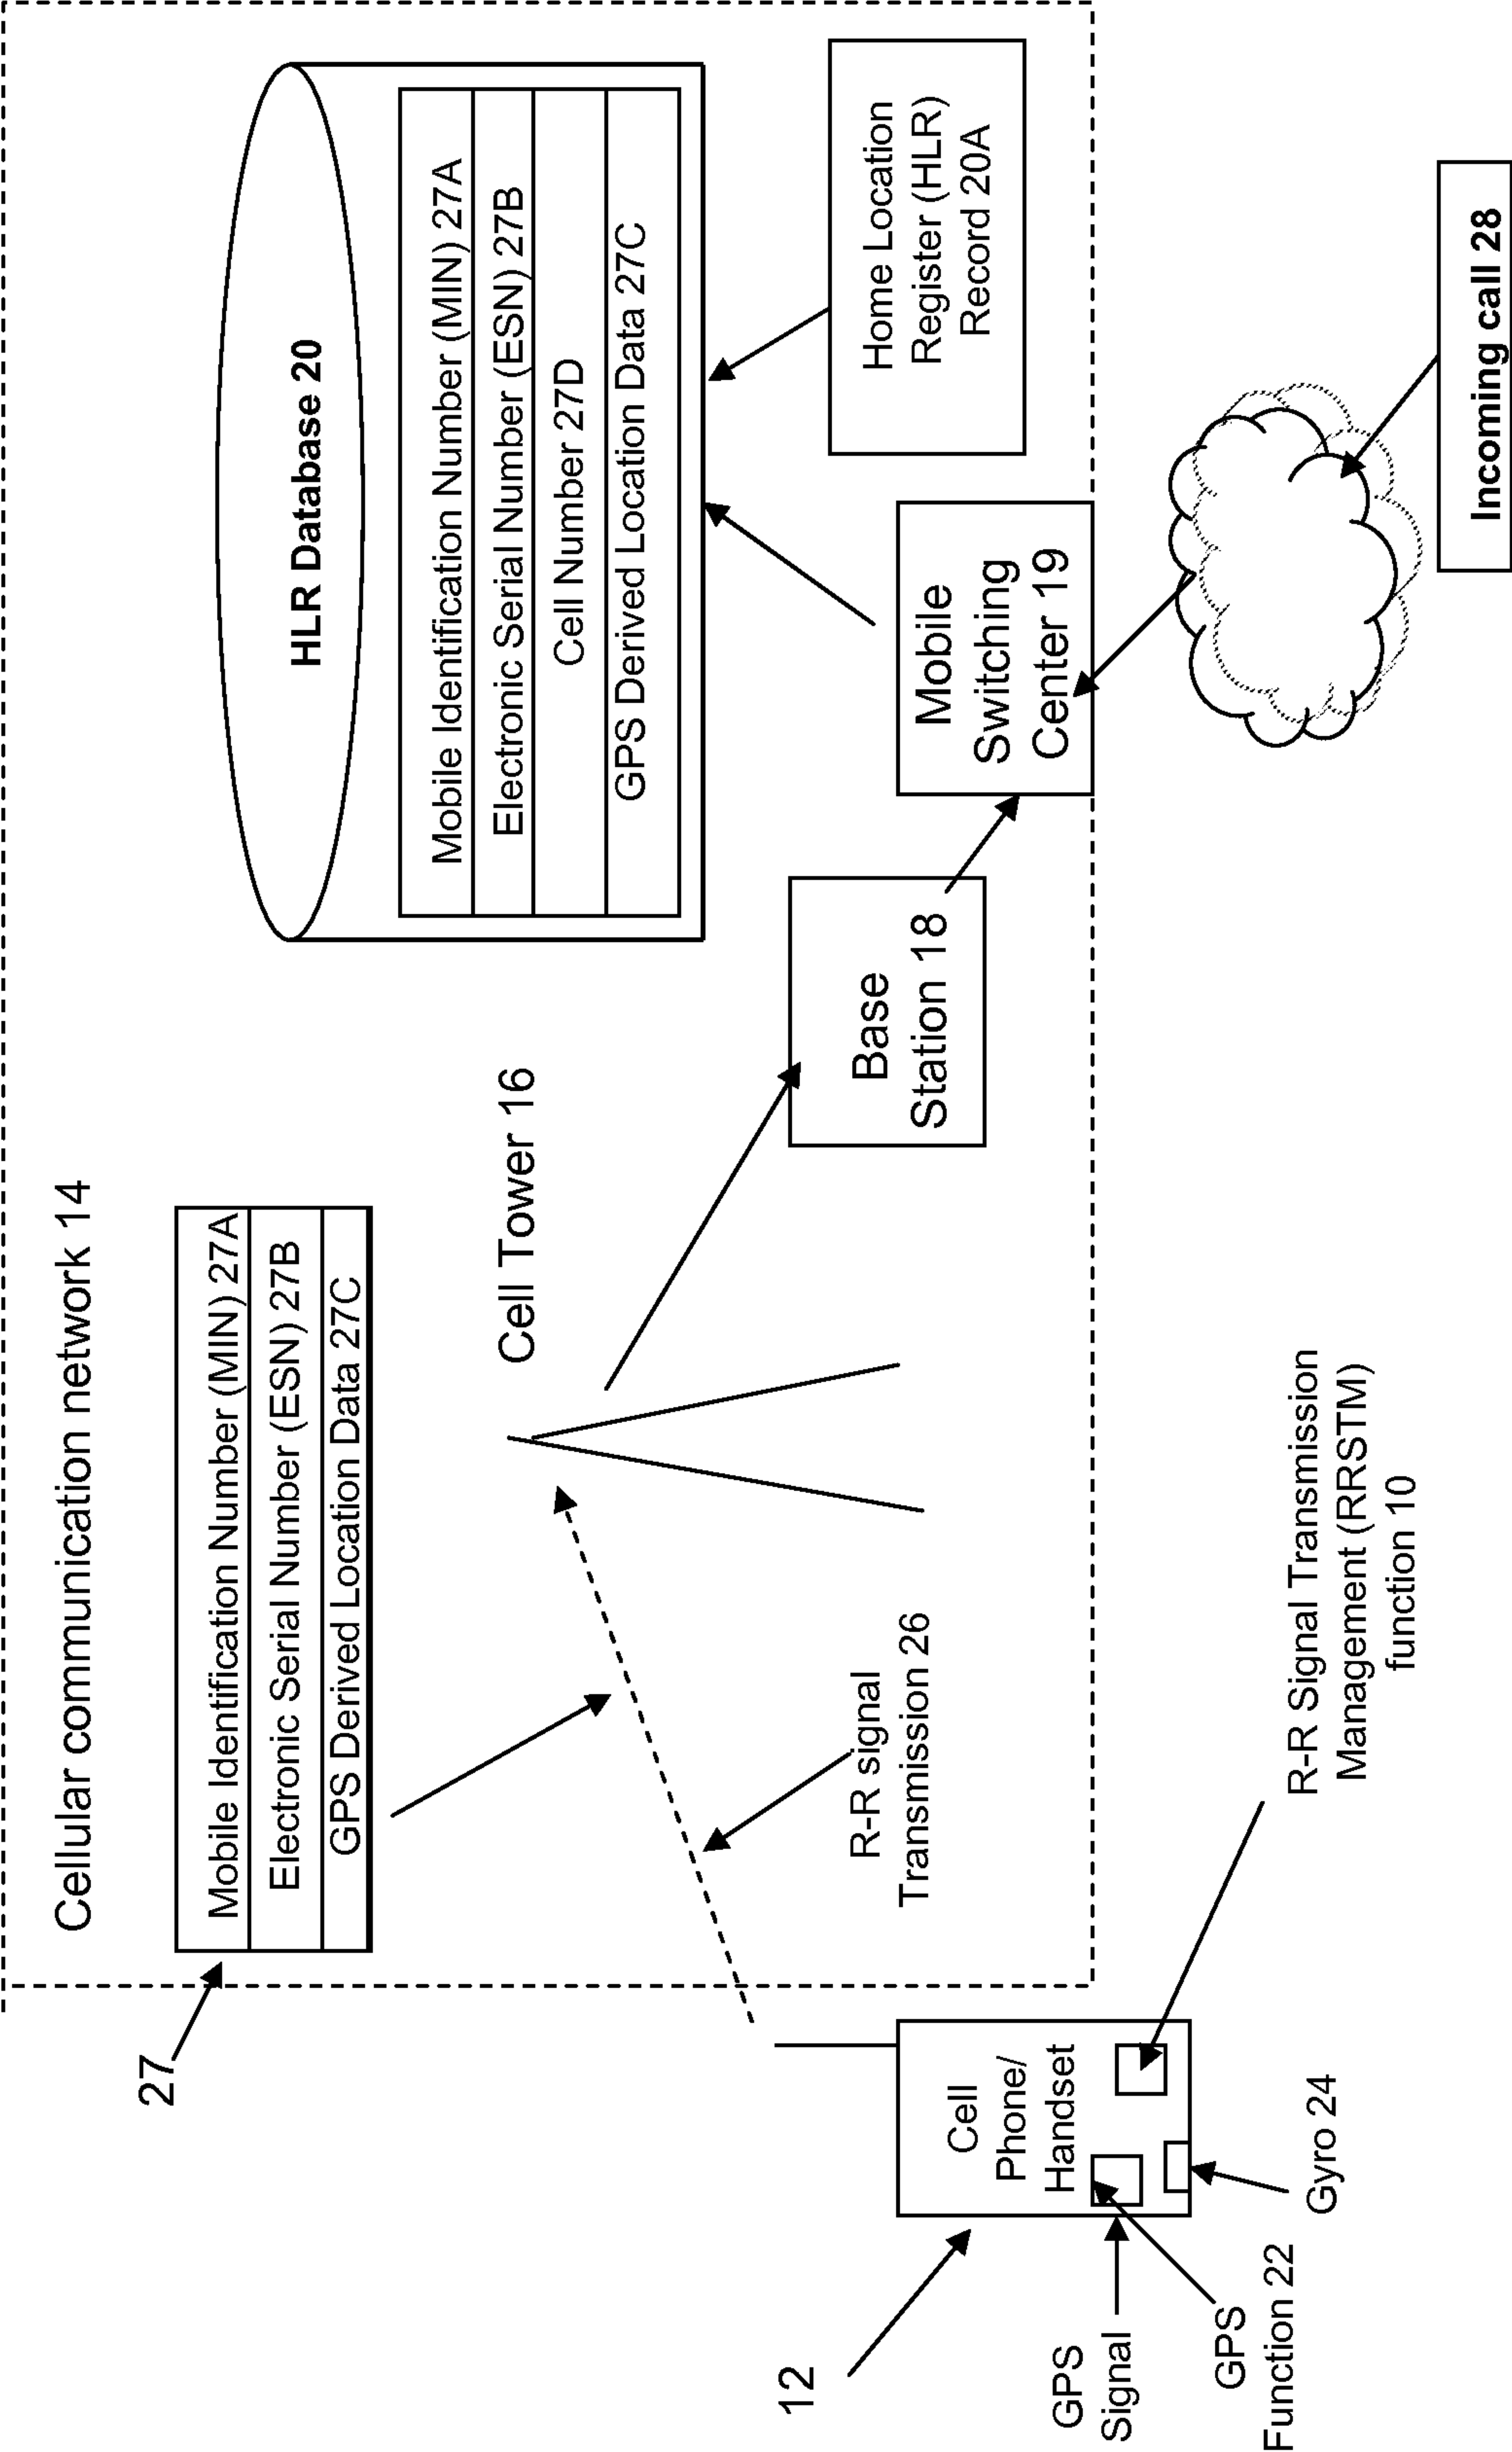 Cellular communication network 14
27
Mobile Identification Number (MIN) 27A
Electronic Serial Number (ESN) 27B
GPS Derived Location Data 27C
HLR Database 20
Mobile Identification Number (MIN) 27A
Electronic Serial Number (ESN) 27B
Cell Number 27D
GPS Derived Location Data 27C
Cell Tower 16
Home Location
Register (HLR)
Record 20A
Base
Station 18
Mobile
Switching
Center 19
R-R signal
Transmission 26
12
Cell
Phone/
Handset
GPS
Signal
GPS
Function 22
Gyro 24
R-R Signal Transmission
Management (RRSTM)
function 10
Incoming call 28